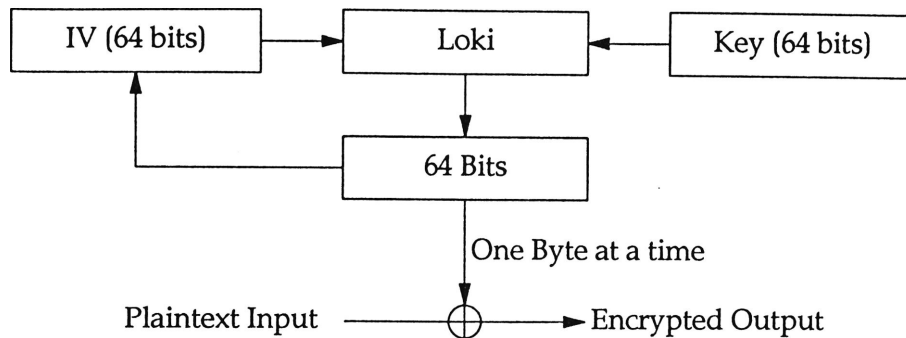 IV (64 bits)
Loki
Key (64 bits)
64 Bits
One Byte at a time
Plaintext Input
Encrypted Output